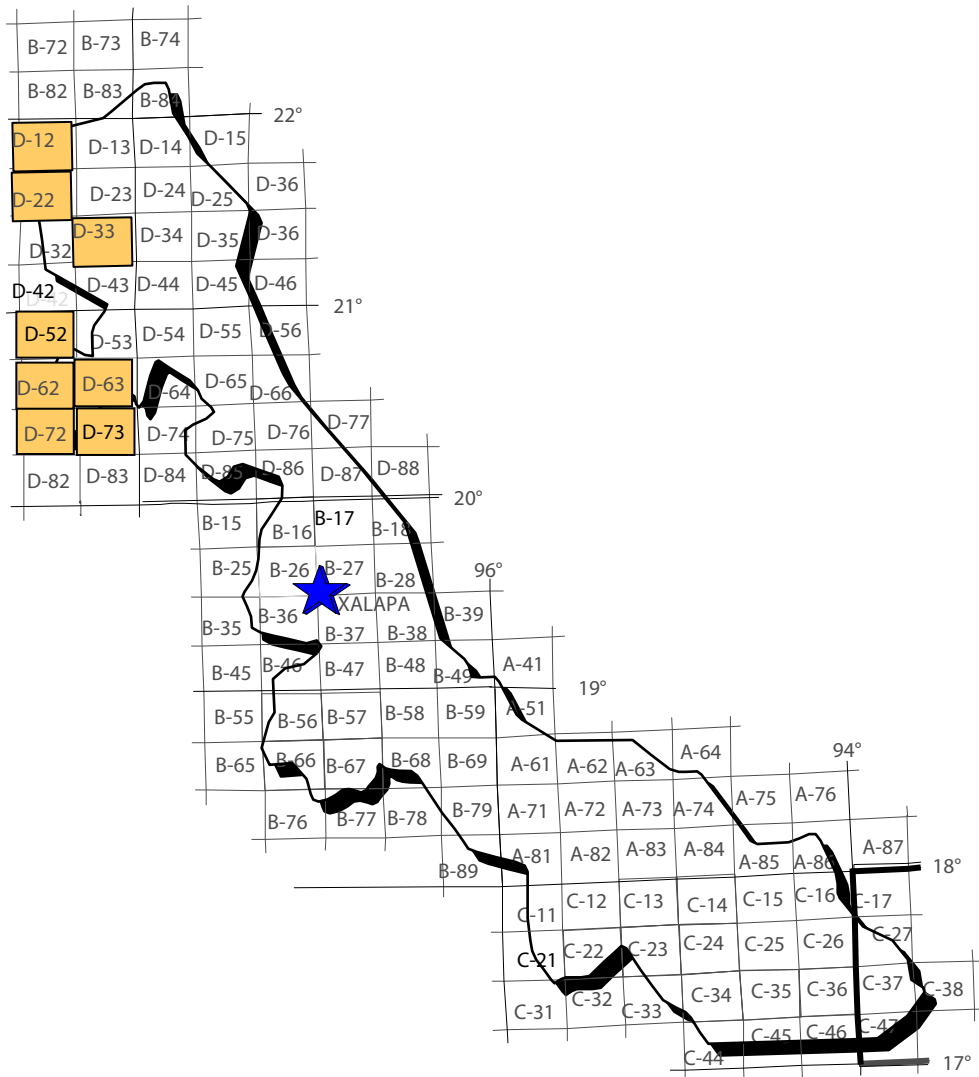 B-72 B-73 B-74
B-82 B-83 B-84
22°
D-12 D-13 D-14 D-15
D-22 D-23 D-24 D-25 D-36
D-32 D-33 D-34 D-35 D-36
D-42 D-42 D-43 D-44 D-45 D-46
21°
D-52 D-53 D-54 D-55 D-56
D-62 D-63 D-64 D-65 D-66
D-72 D-73 D-74 D-75 D-76 D-77
D-82 D-83 D-84 D-85 D-86 D-87 D-88
20°
B-15 B-16 B-17 B-18
B-25 B-26 B-27 B-28
96°
XALAPA
B-35 B-36 B-37 B-38 B-39
B-45 B-46 B-47 B-48 B-49 A-41
19°
B-55 B-56 B-57 B-58 B-59 A-51
B-65 B-66 B-67 B-68 B-69 A-61 A-62 A-63 A-64
94°
B-76 B-77 B-78 B-79 A-71 A-72 A-73 A-74 A-75 A-76
B-89 A-81 A-82 A-83 A-84 A-85 A-86 A-87
18°
C-11 C-12 C-13 C-14 C-15 C-16 C-17
C-21 C-22 C-23 C-24 C-25 C-26 C-27
C-31 C-32 C-33 C-34 C-35 C-36 C-37 C-38
C-44 C-45 C-46 C-47
17°